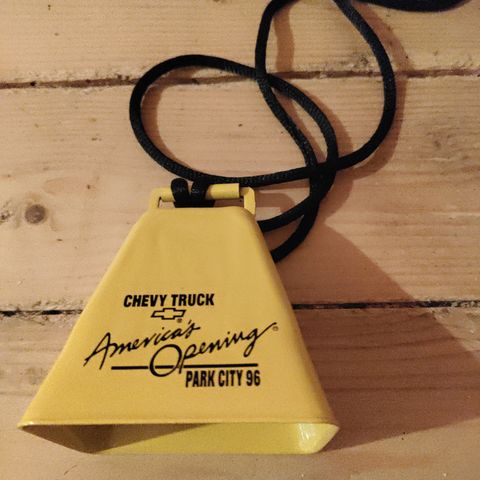 CHEVY TRUCK
®
America's
Opening®
PARK CITY 96